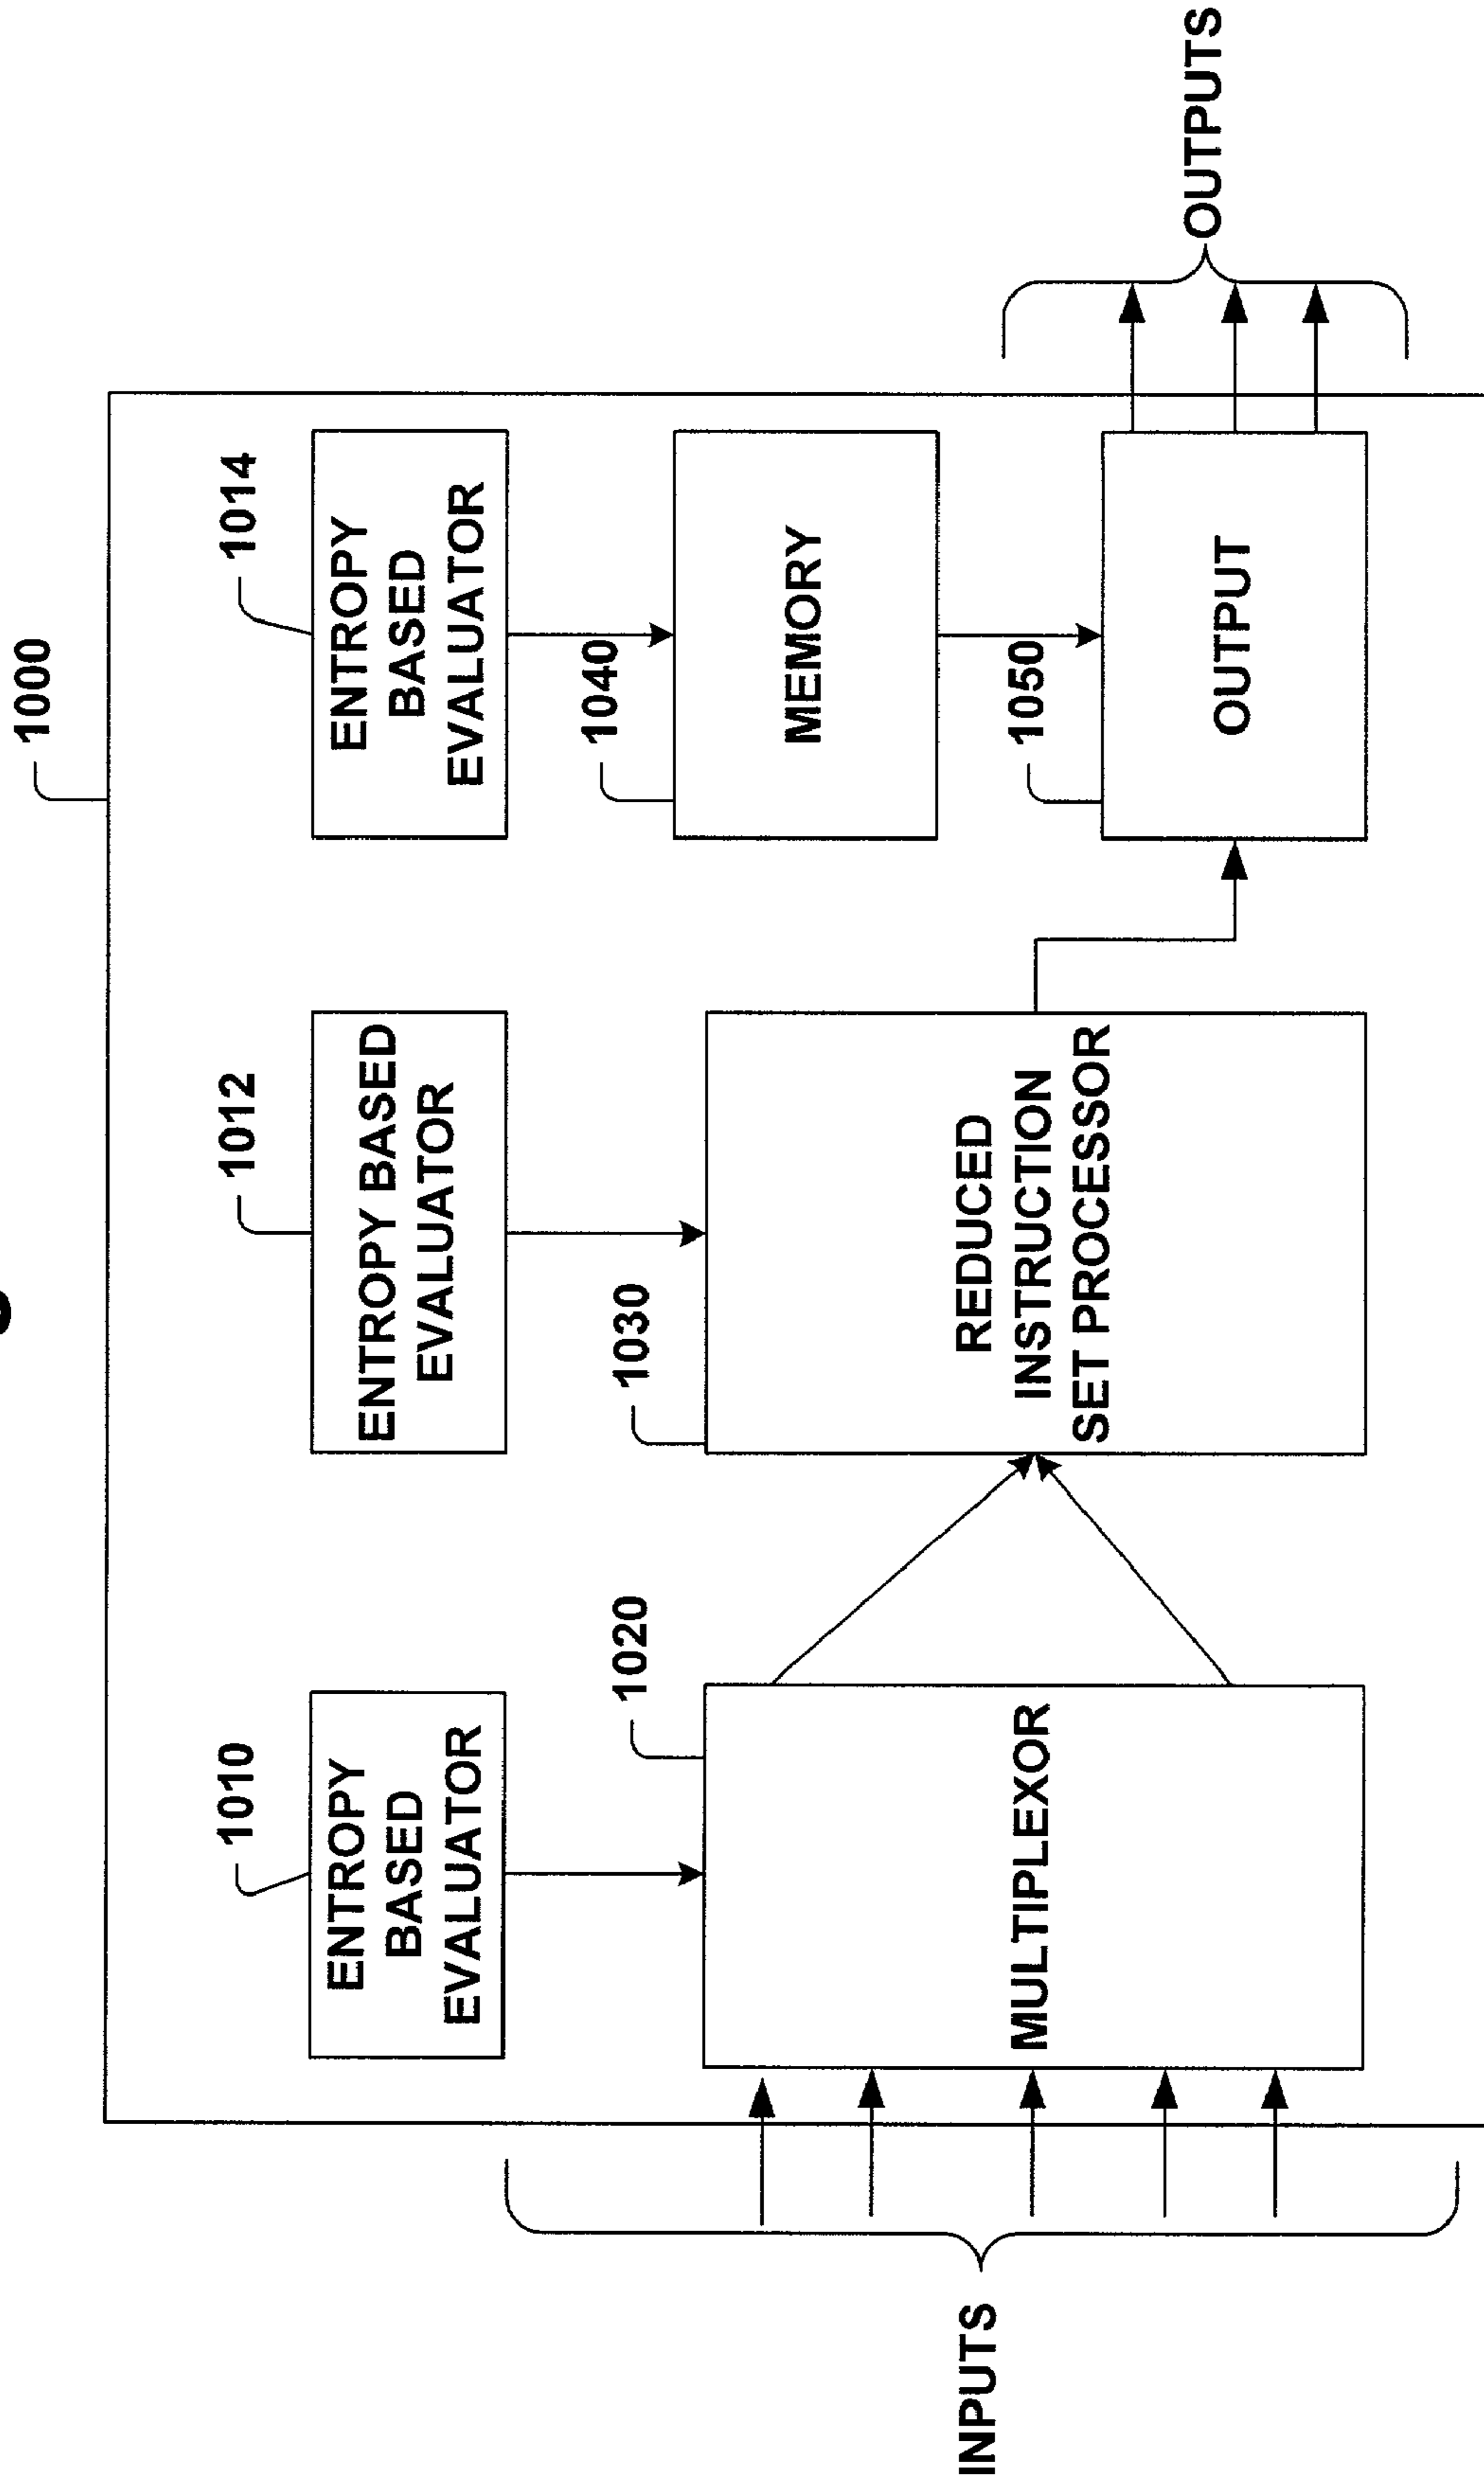 1000
1010
1012
1014
ENTROPY
BASED
EVALUATOR
ENTROPY BASED
EVALUATOR
ENTROPY
BASED
EVALUATOR
1020
1030
1040
MEMORY
INPUTS
MULTIPLEXOR
REDUCED
INSTRUCTION
SET PROCESSOR
1050
OUTPUT
OUTPUTS